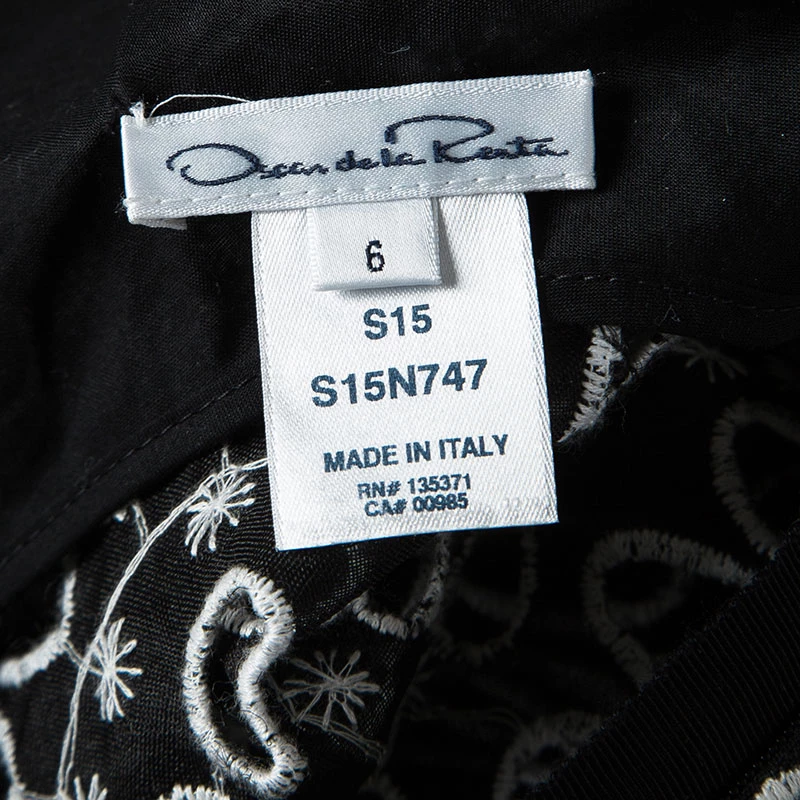 Oscar de la Renta
6
S15
S15N747
MADE IN ITALY
RN# 135371
CA# 00985